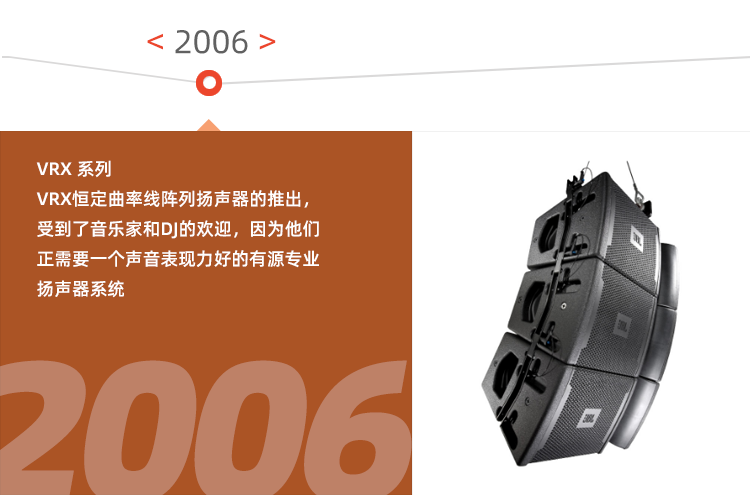 < 2006 >
VRX 系列
VRX恒定曲率线阵列扬声器的推出，
受到了音乐家和DJ的欢迎，因为他们
正需要一个声音表现力好的有源专业
扬声器系统
2006
JBL
JBL
JBL